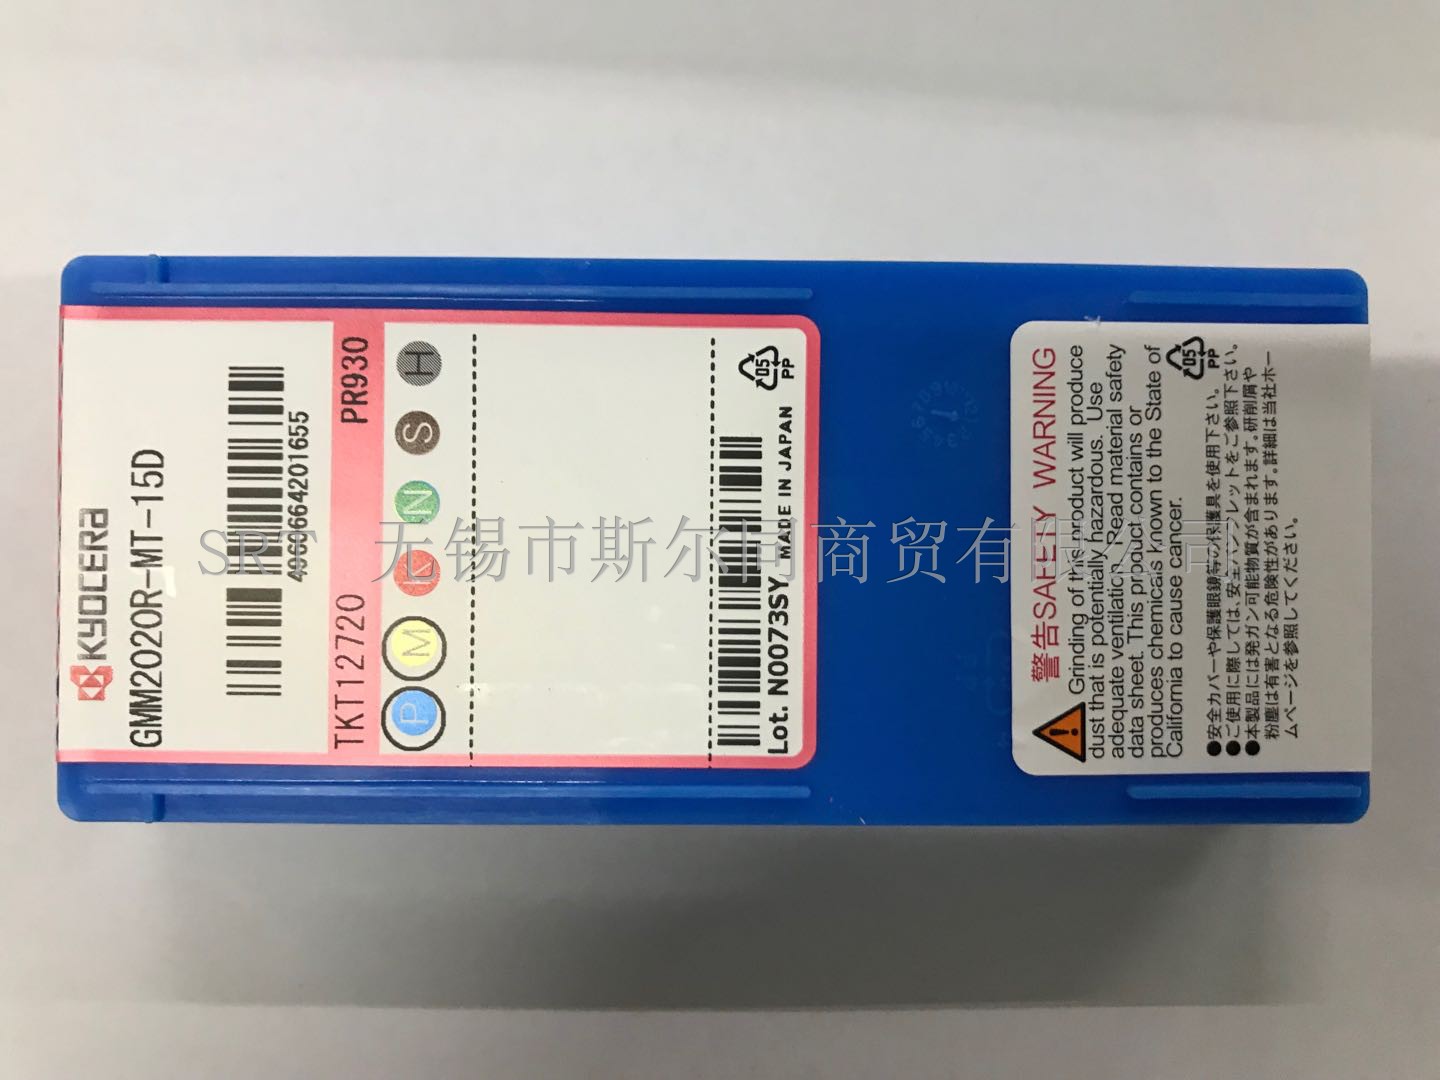 KYOCERA
GMM2020R-MT-15D
4960664201655
TKT12720 PR930
P M K N S H
Lot. N0073SY MADE IN JAPAN
05
PP
警告SAFETY WARNING
Grinding of this product will produce
dust that is potentially hazardous. Use
adequate ventilation. Read material safety
data sheet. This product contains or
produces chemicals known to the State of
California to cause cancer.
05
PP
●安全カバーや保護眼鏡等の保護具を使用下さい。
●ご使用に際しては、安全パンフレットをご参照下さい。
●本製品には発ガン可能物質が含まれます。研削屑や
粉塵は有害となる危険性があります。詳細は当社ホー
ムページを参照してください。
SRT 无锡市斯尔同商贸有限公司